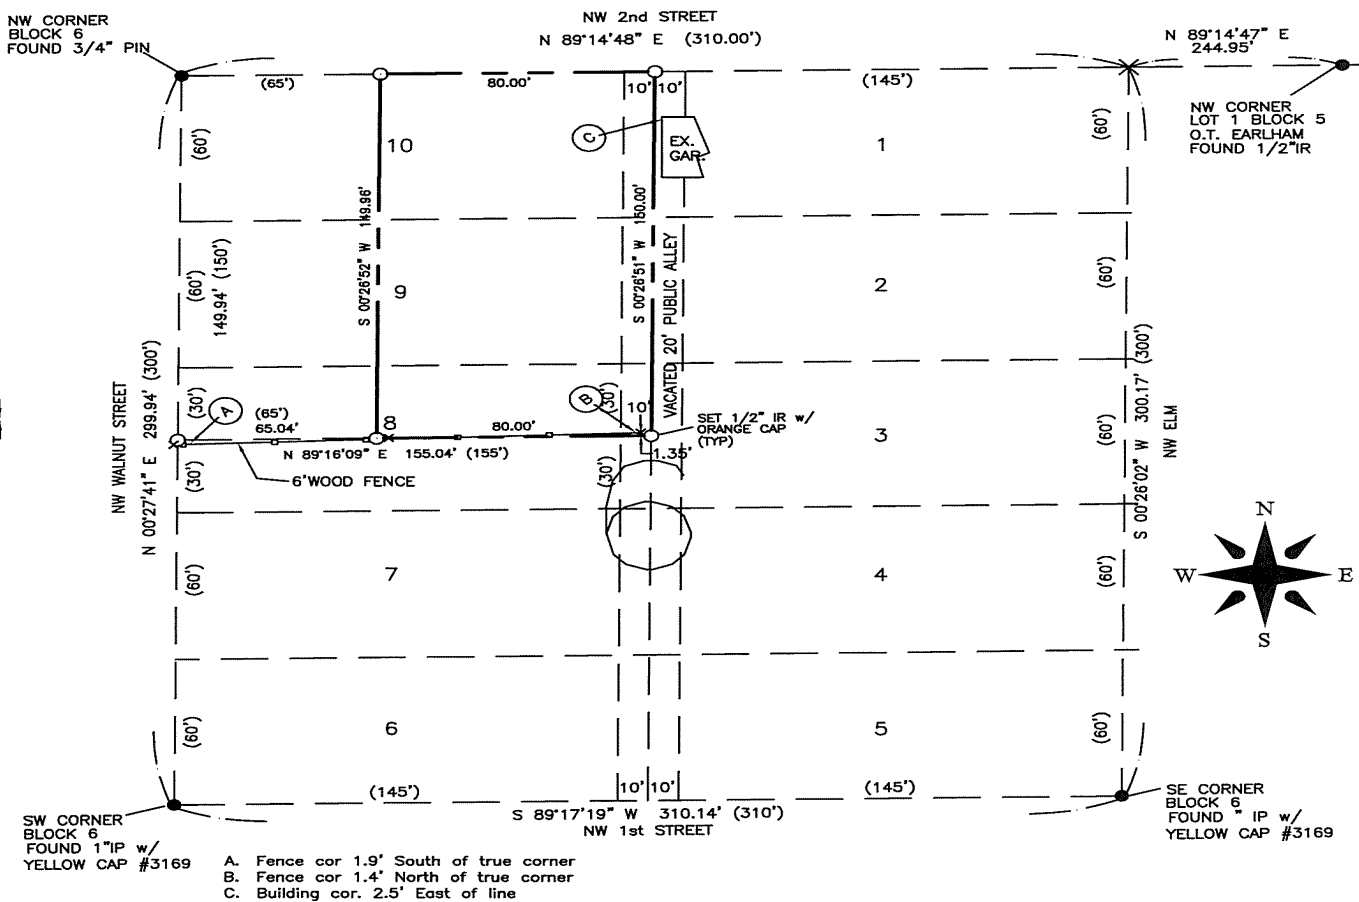 NW CORNER
BLOCK 6
FOUND 3/4" PIN
NW 2nd STREET
N 89°14'48" E (310.00')
N 89°14'47" E
244.95'
(65')
80.00'
10' 10'
(145')
NW CORNER
LOT 1 BLOCK 5
O.T. EARLHAM
FOUND 1/2"IR
(60')
10
C
EX.
GAR.
1
(60')
S 00°26'52" W 149.96'
S 00°26'51" W 150.00'
VACATED 20' PUBLIC ALLEY
(60')
149.94' (150')
9
2
(60')
NW WALNUT STREET
N 00°27'41" E 299.94' (300')
S 00°26'02" W 300.17' (300')
NW ELM
(30')
A
(65')
65.04'
8
80.00'
B
(30')
10'
SET 1/2" IR w/
ORANGE CAP
(TYP)
3
(60')
N 89°16'09" E 155.04' (155')
1.35'
(30')
6'WOOD FENCE
(30')
N
W
E
S
(60')
7
4
(60')
(60')
6
5
(60')
(145')
10' 10'
(145')
S 89°17'19" W 310.14' (310')
NW 1st STREET
SW CORNER
BLOCK 6
FOUND 1"IP w/
YELLOW CAP #3169
SE CORNER
BLOCK 6
FOUND " IP w/
YELLOW CAP #3169
A. Fence cor 1.9' South of true corner
B. Fence cor 1.4' North of true corner
C. Building cor. 2.5' East of line